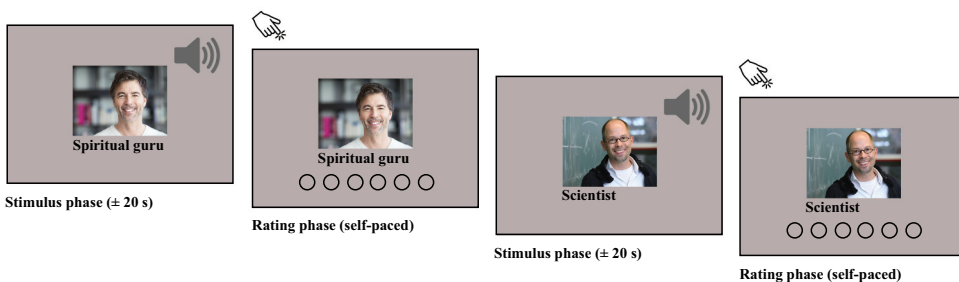 Spiritual guru
Stimulus phase (± 20 s)
Spiritual guru
Rating phase (self-paced)
Scientist
Stimulus phase (± 20 s)
Scientist
Rating phase (self-paced)